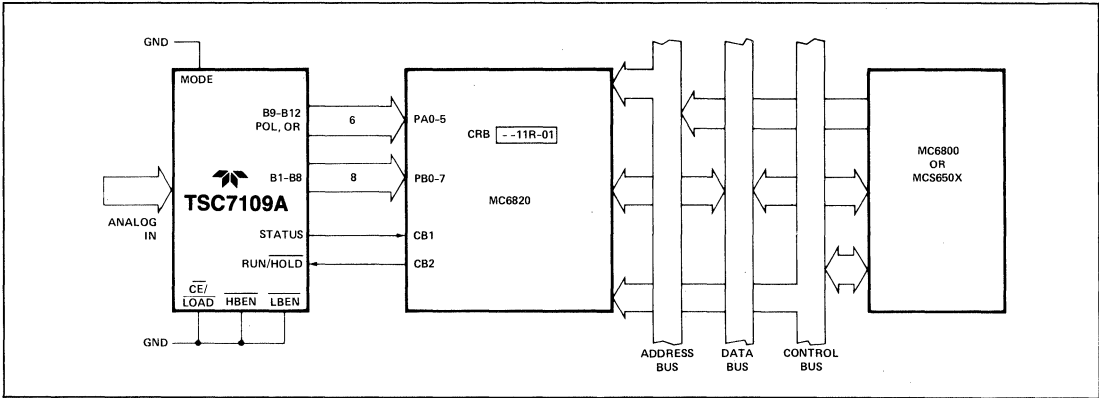 GND
MODE
B9-B12
POL, OR
6
PA0-5
CRB --11R-01
B1-B8
8
PB0-7
MC6820
TSC7109A
ANALOG
IN
STATUS
CB1
RUN/HOLD
CB2
CE/
LOAD
HBEN
LBEN
GND
MC6800
OR
MCS650X
ADDRESS
BUS
DATA
BUS
CONTROL
BUS